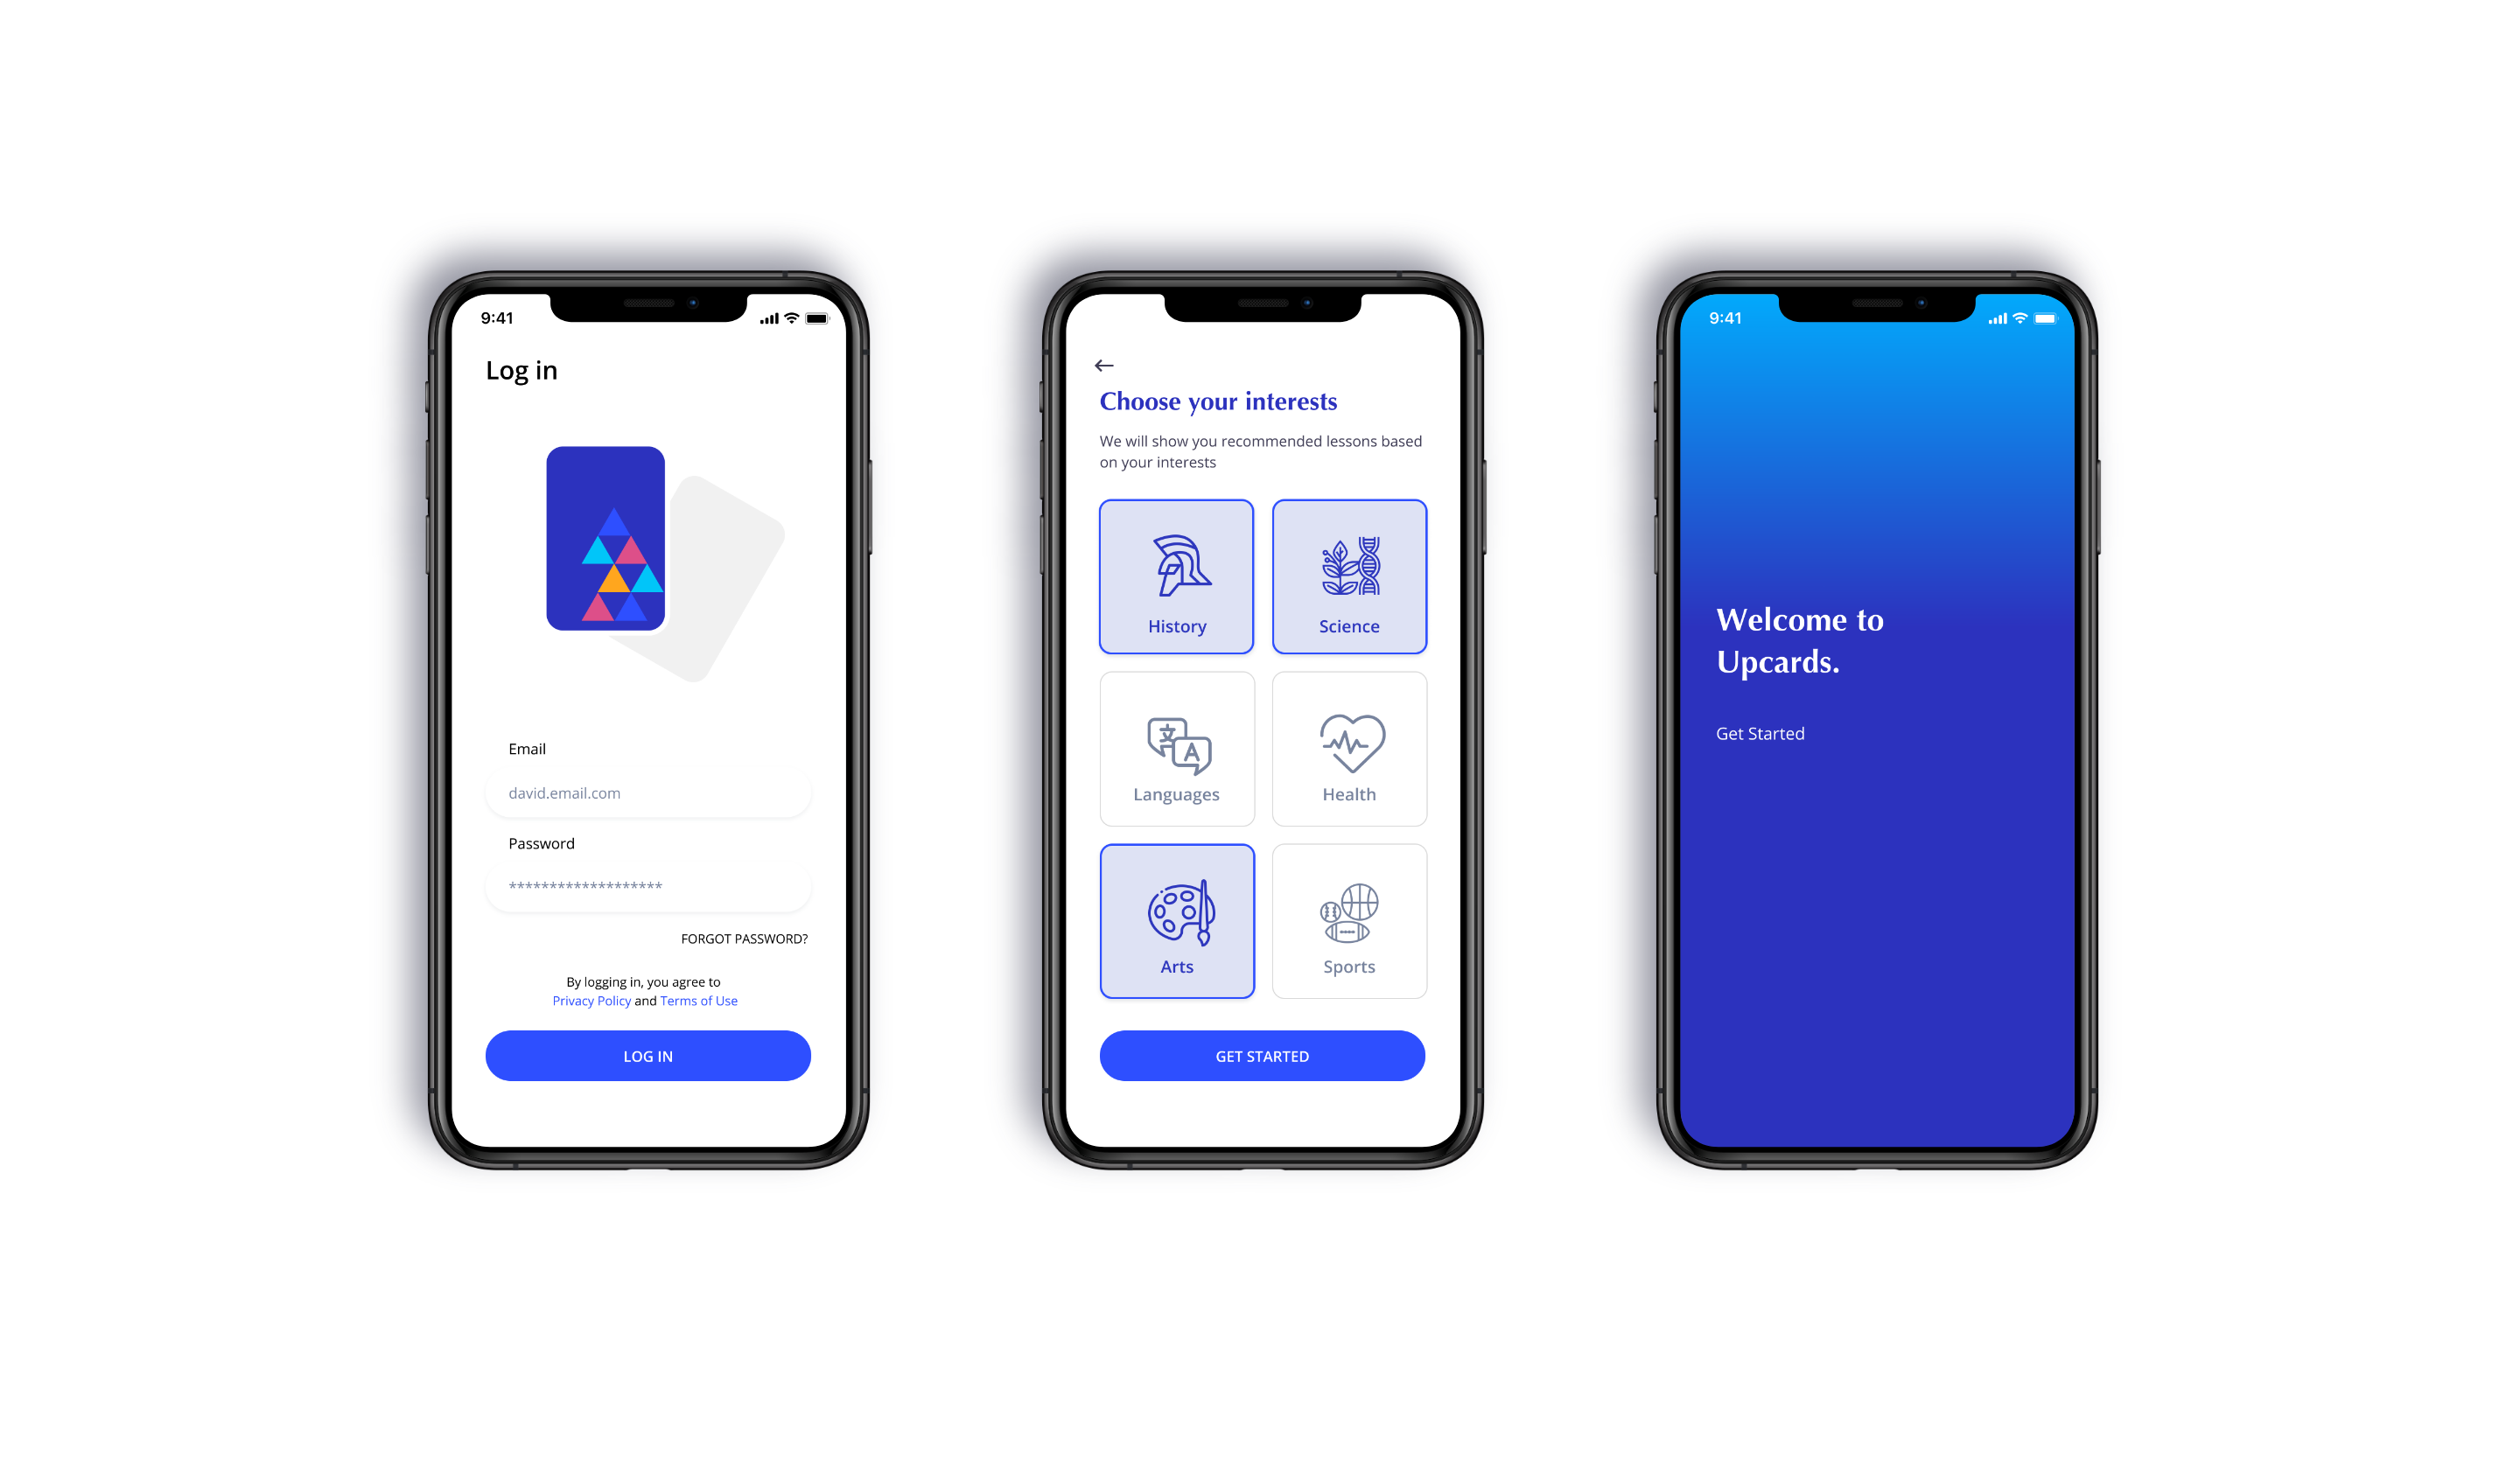 9:41
Log in
Email
david.email.com
Password
*******************
FORGOT PASSWORD?
By logging in, you agree to
Privacy Policy and Terms of Use
LOG IN
Choose your interests
We will show you recommended lessons based
on your interests
History
Science
文
A
Languages
Health
Arts
Sports
GET STARTED
9:41
Welcome to
Upcards.
Get Started